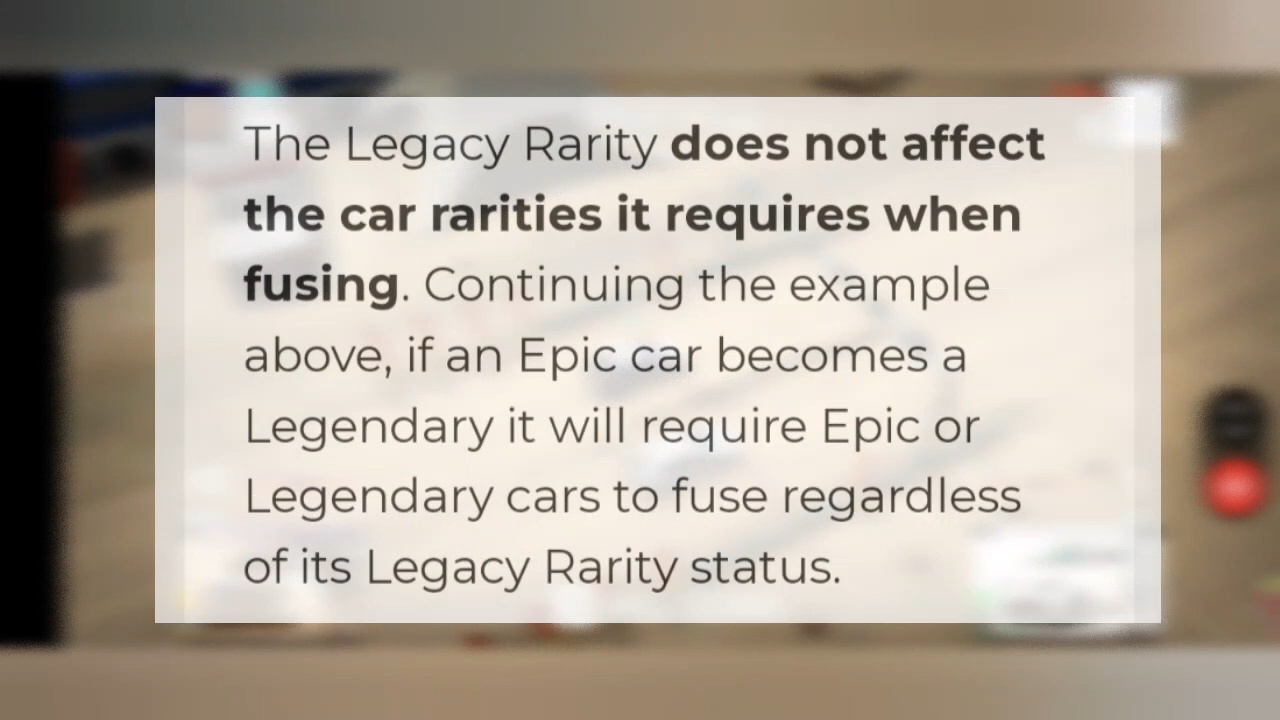 The Legacy Rarity does not affect
the car rarities it requires when
fusing. Continuing the example
above, if an Epic car becomes a
Legendary it will require Epic or
Legendary cars to fuse regardless
of its Legacy Rarity status.